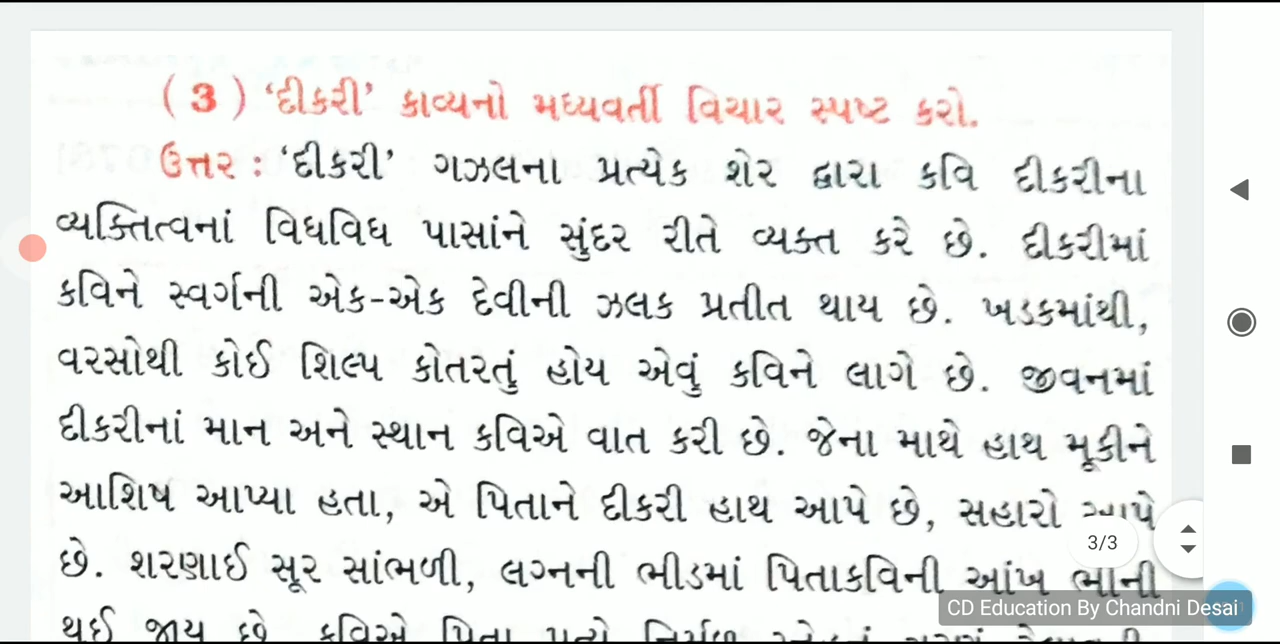 ( 3 ) ‘દીકરી’ કાવ્યનો મધ્યવર્તી વિચાર સ્પષ્ટ કરો.
ઉત્તર : ‘દીકરી’ ગઝલના પ્રત્યેક શેર દ્વારા કવિ દીકરીના
વ્યક્તિત્વનાં વિધવિધ પાસાંને સુંદર રીતે વ્યક્ત કરે છે. દીકરીમાં
કવિને સ્વર્ગની એક-એક દેવીની ઝલક પ્રતીત થાય છે. ખડકમાંથી,
વરસોથી કોઈ શિલ્પ કોતરતું હોય એવું કવિને લાગે છે. જીવનમાં
દીકરીનાં માન અને સ્થાન કવિએ વાત કરી છે. જેના માથે હાથ મૂકીને
આશિષ આપ્યા હતા, એ પિતાને દીકરી હાથ આપે છે, સહારો આપે
3/3
છે. શરણાઈ સૂર સાંભળી, લગ્નની ભીડમાં પિતાકવિની આંખ ભીની
CD Education By Chandni Desai
થઈ જાય છે. કવિએ પિતા